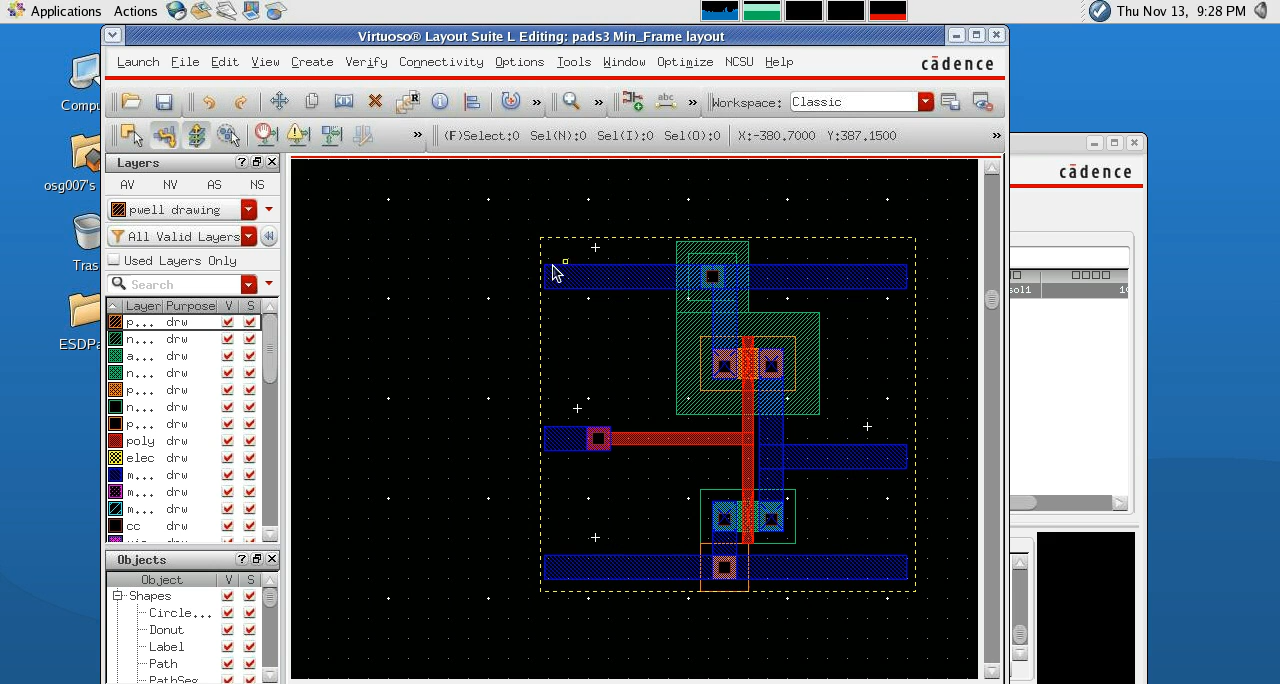 Applications Actions Thu Nov 13, 9:28 PM
Virtuoso® Layout Suite L Editing: pads3 Min_Frame layout
Launch File Edit View Create Verify Connectivity Options Tools Window Optimize NCSU Help cādence
abc Workspace: Classic
(F)Select:0 Sel(N):0 Sel(I):0 Sel(O):0 X:-380.7000 Y:387.1500
Layers
AV NV AS NS
pwell drawing
All Valid Layers
Used Layers Only
Search
Layer Purpose V S
p... drw
n... drw
a... drw
n... drw
p... drw
n... drw
p... drw
poly drw
elec drw
m... drw
m... drw
m... drw
cc drw
Objects
Object V S
Shapes
Circle...
Donut
Label
Path
PathSeg
Compu
osg007's
Tras
ESDPa
cādence